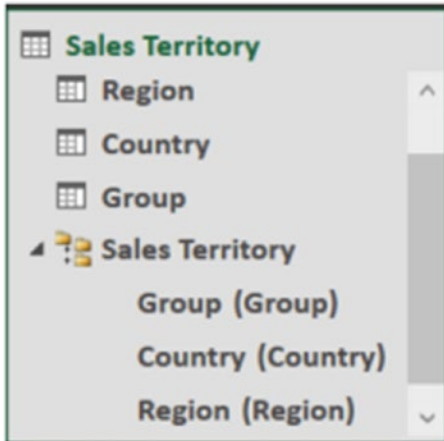 Sales Territory
Region
Country
Group
Sales Territory
Group (Group)
Country (Country)
Region (Region)